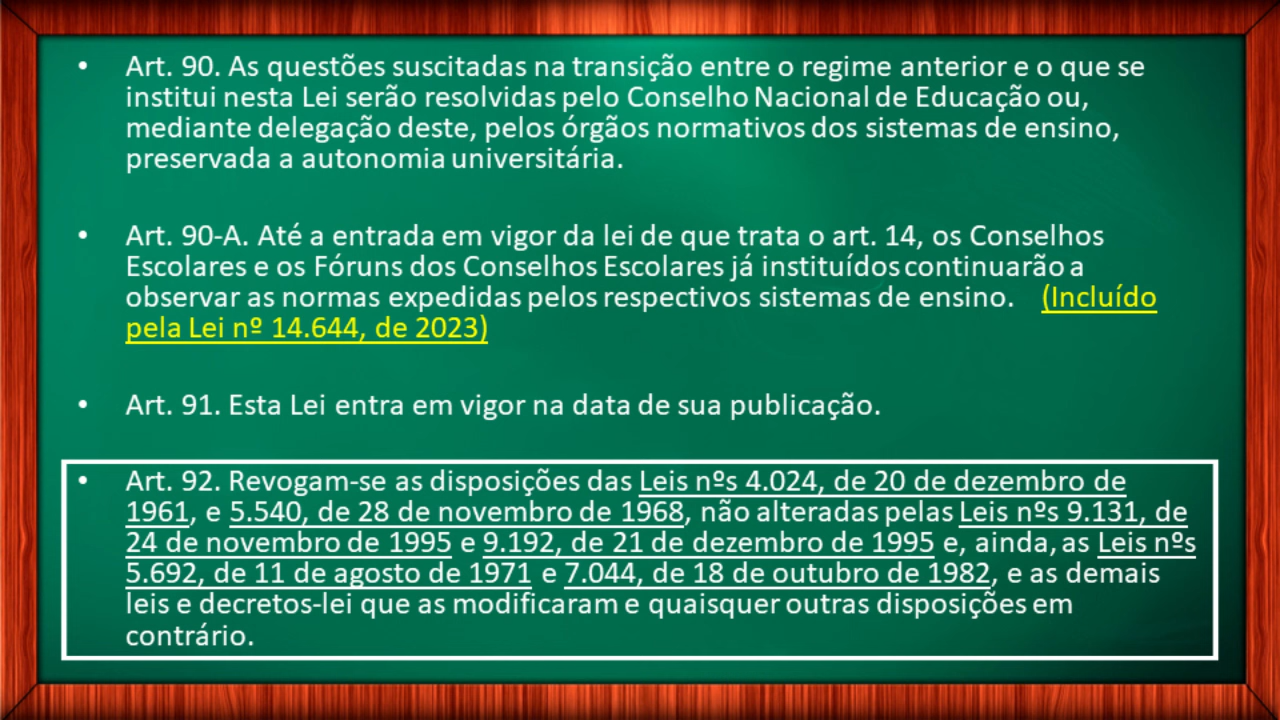 • Art. 90. As questões suscitadas na transição entre o regime anterior e o que se
institui nesta Lei serão resolvidas pelo Conselho Nacional de Educação ou,
mediante delegação deste, pelos órgãos normativos dos sistemas de ensino,
preservada a autonomia universitária.
• Art. 90-A. Até a entrada em vigor da lei de que trata o art. 14, os Conselhos
Escolares e os Fóruns dos Conselhos Escolares já instituídos continuarão a
observar as normas expedidas pelos respectivos sistemas de ensino. (Incluído
pela Lei nº 14.644, de 2023)
• Art. 91. Esta Lei entra em vigor na data de sua publicação.
• Art. 92. Revogam-se as disposições das Leis nºs 4.024, de 20 de dezembro de
1961, e 5.540, de 28 de novembro de 1968, não alteradas pelas Leis nºs 9.131, de
24 de novembro de 1995 e 9.192, de 21 de dezembro de 1995 e, ainda, as Leis nºs
5.692, de 11 de agosto de 1971 e 7.044, de 18 de outubro de 1982, e as demais
leis e decretos-lei que as modificaram e quaisquer outras disposições em
contrário.